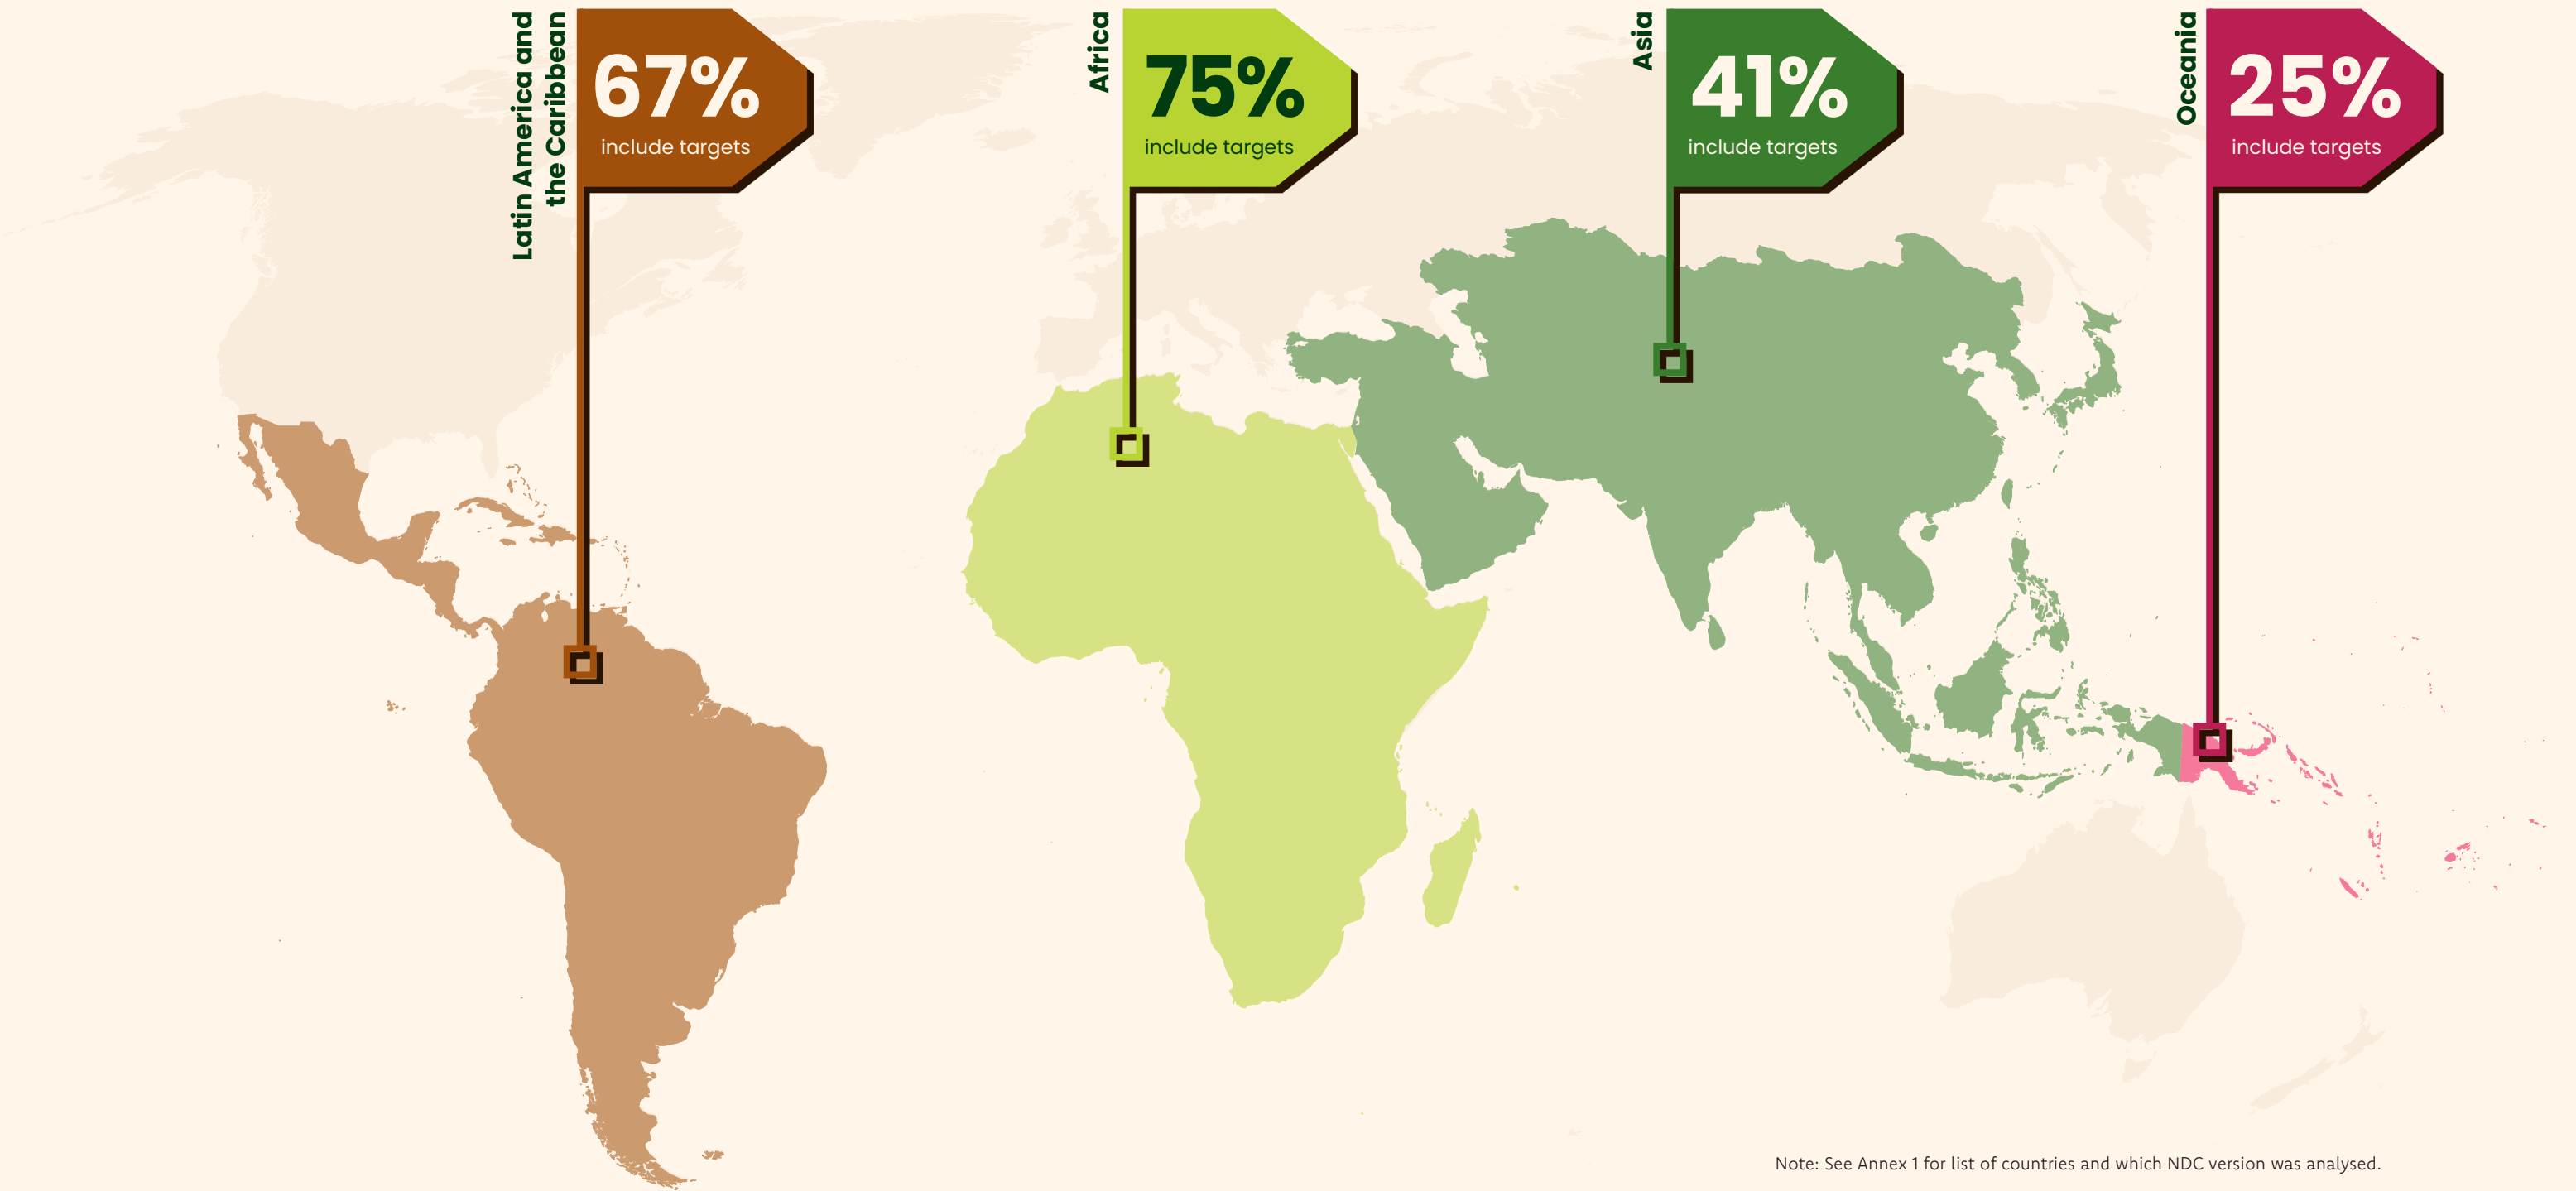 Latin America and
the Caribbean
67%
include targets
Africa
75%
include targets
Asia
41%
include targets
Oceania
25%
include targets
Note: See Annex 1 for list of countries and which NDC version was analysed.